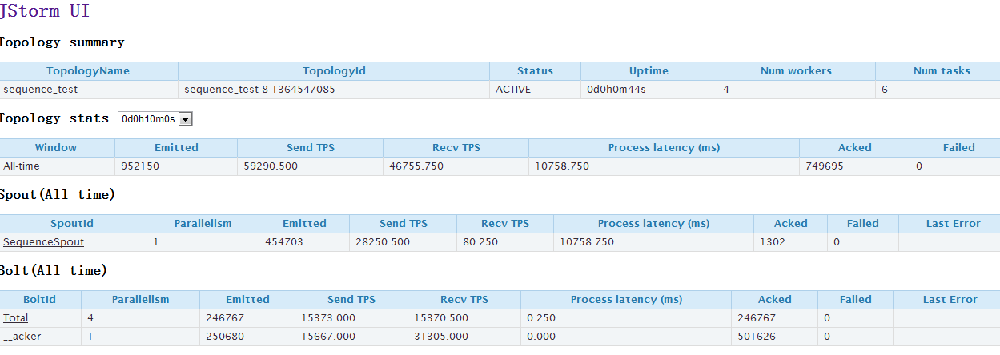 JStorm UI
Topology summary
TopologyName TopologyId Status Uptime Num workers Num tasks
sequence_test sequence_test-8-1364547085 ACTIVE 0d0h0m44s 4 6
Topology stats 0d0h10m0s
Window Emitted Send TPS Recv TPS Process latency (ms) Acked Failed
All-time 952150 59290.500 46755.750 10758.750 749695 0
Spout(All time)
SpoutId Parallelism Emitted Send TPS Recv TPS Process latency (ms) Acked Failed Last Error
SequenceSpout 1 454703 28250.500 80.250 10758.750 1302 0
Bolt(All time)
BoltId Parallelism Emitted Send TPS Recv TPS Process latency (ms) Acked Failed Last Error
Total 4 246767 15373.000 15370.500 0.250 246767 0
__acker 1 250680 15667.000 31305.000 0.000 501626 0